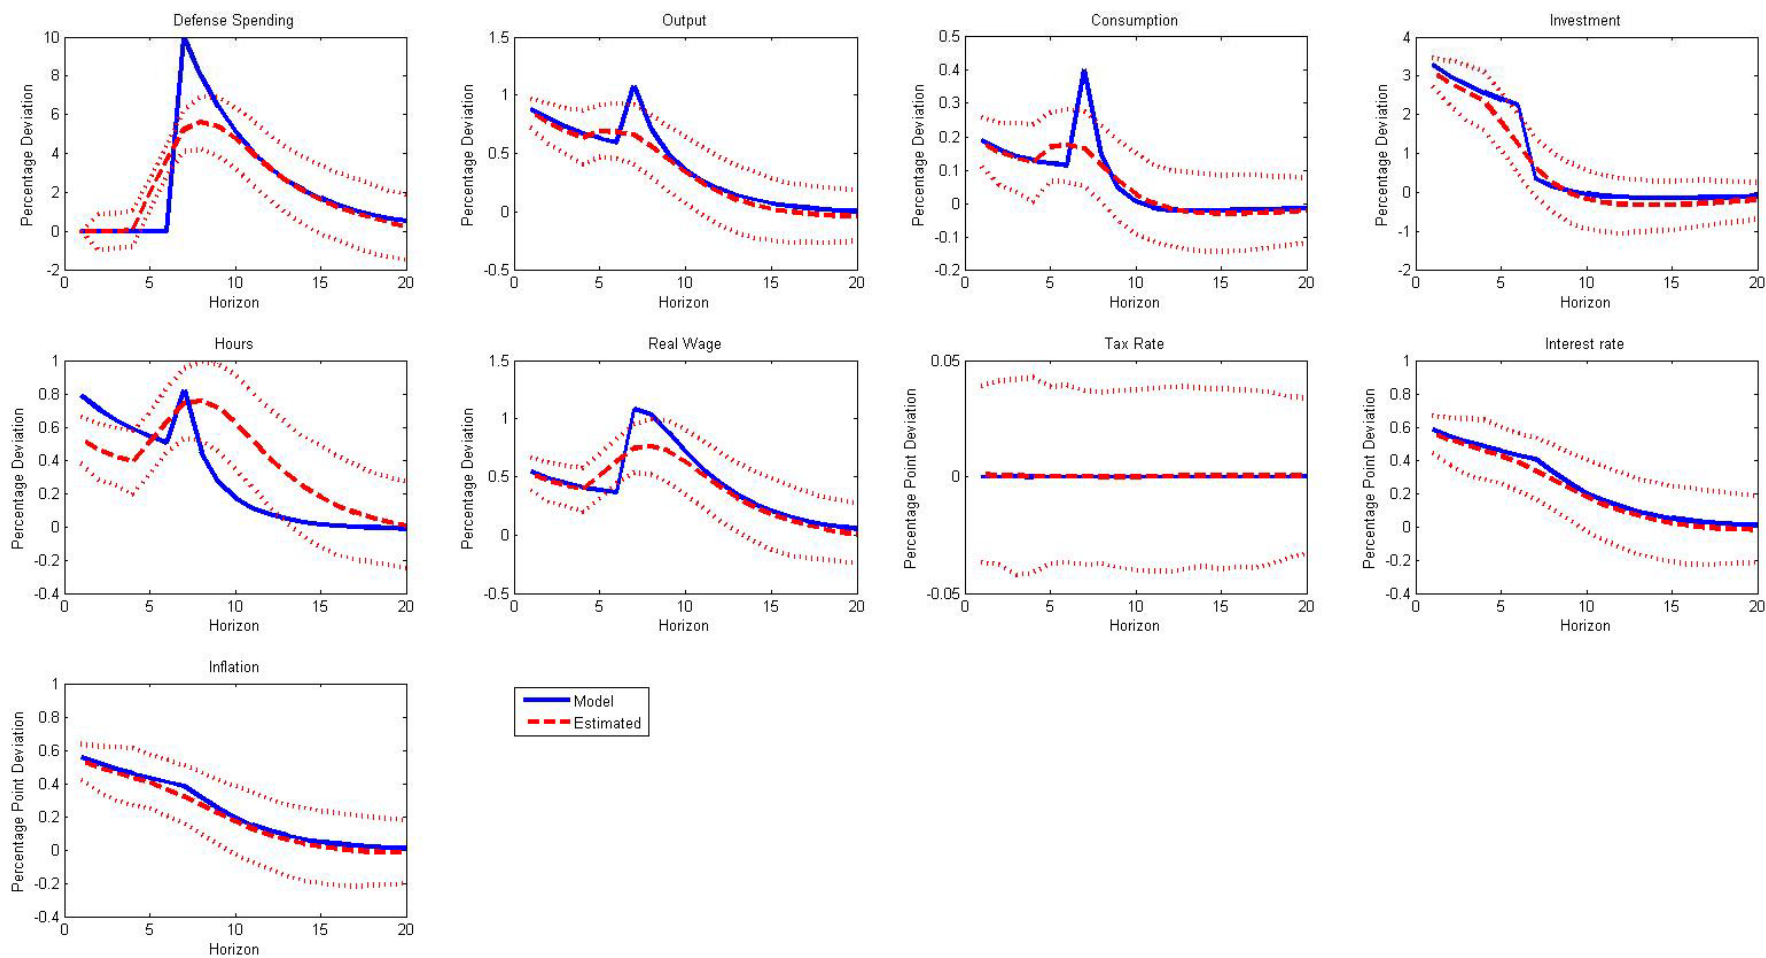 Defense Spending
Percentage Deviation
10
8
6
4
2
0
-2
0 5 10 15 20
Horizon
Output
Percentage Deviation
1.5
1
0.5
0
-0.5
0 5 10 15 20
Horizon
Consumption
Percentage Deviation
0.5
0.4
0.3
0.2
0.1
0
-0.1
-0.2
0 5 10 15 20
Horizon
Investment
Percentage Deviation
4
3
2
1
0
-1
-2
0 5 10 15 20
Horizon
Hours
Percentage Deviation
1
0.8
0.6
0.4
0.2
0
-0.2
-0.4
0 5 10 15 20
Horizon
Real Wage
Percentage Deviation
1.5
1
0.5
0
-0.5
0 5 10 15 20
Horizon
Tax Rate
Percentage Point Deviation
0.05
0
-0.05
0 5 10 15 20
Horizon
Interest rate
Percentage Point Deviation
1
0.8
0.6
0.4
0.2
0
-0.2
-0.4
0 5 10 15 20
Horizon
Inflation
Percentage Point Deviation
1
0.8
0.6
0.4
0.2
0
-0.2
-0.4
0 5 10 15 20
Horizon
Model
Estimated